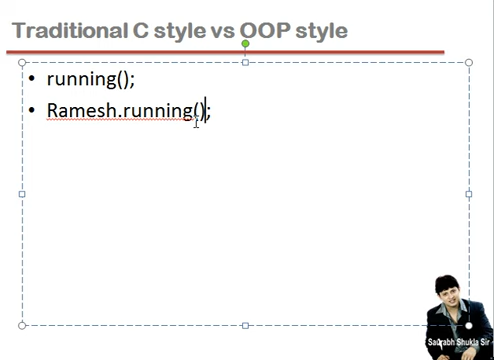 Traditional C style vs OOP style
• running();
• Ramesh.running();
Saurabh Shukla Sir